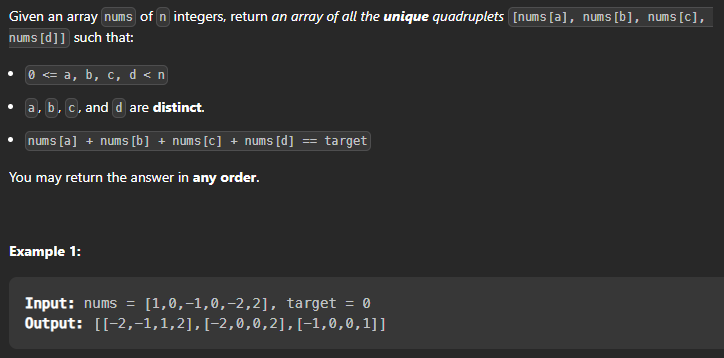 Given an array nums of n integers, return an array of all the unique quadruplets [nums[a], nums[b], nums[c],
nums[d]] such that:
• 0 <= a, b, c, d < n
• a, b, c, and d are distinct.
• nums[a] + nums[b] + nums[c] + nums[d] == target
You may return the answer in any order.
Example 1:
Input: nums = [1,0,-1,0,-2,2], target = 0
Output: [[-2,-1,1,2],[-2,0,0,2],[-1,0,0,1]]